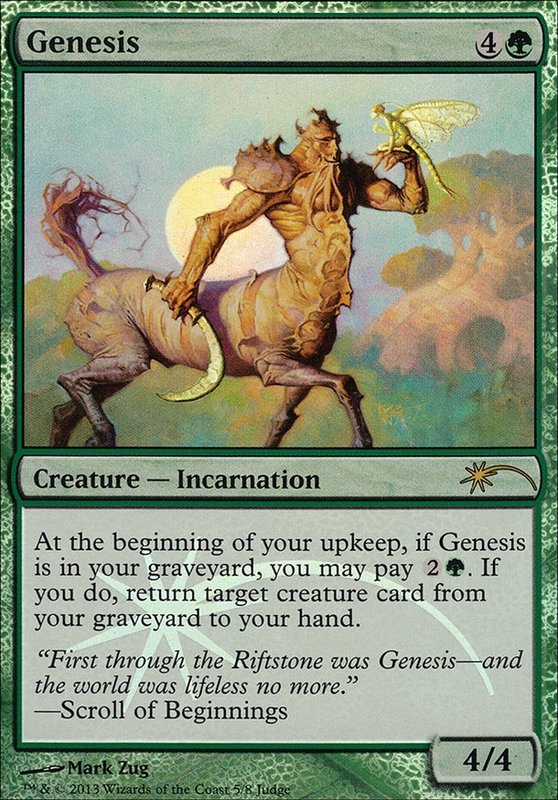 Genesis 4
Creature — Incarnation
At the beginning of your upkeep, if Genesis
is in your graveyard, you may pay 2 . If
you do, return target creature card from
your graveyard to your hand.
“First through the Riftstone was Genesis—and
the world was lifeless no more.”
—Scroll of Beginnings
4/4
Mark Zug
™ & © 2013 Wizards of the Coast 5/8 Judge